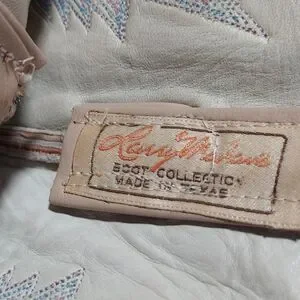 Larry Mahan's
BOOT COLLECTION
MADE IN TEXAS